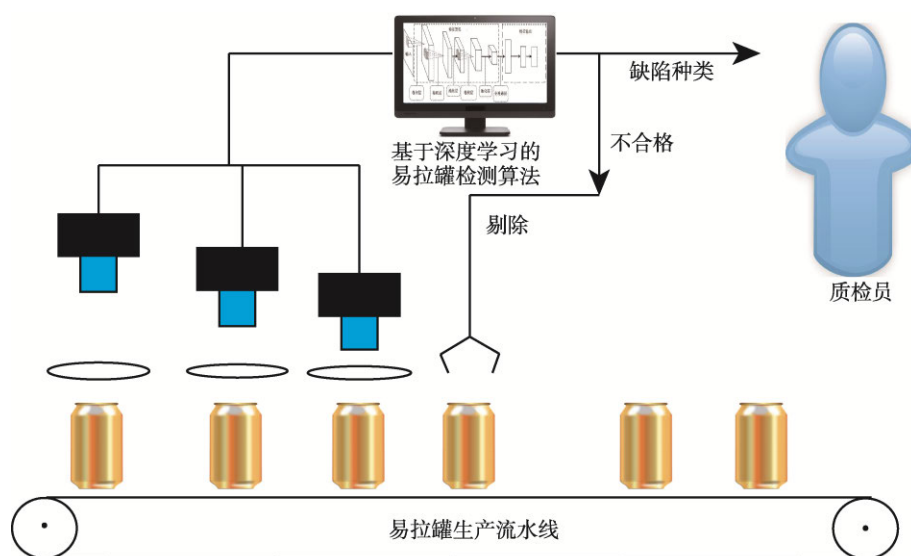 缺陷种类
基于深度学习的
易拉罐检测算法
不合格
剔除
质检员
易拉罐生产流水线